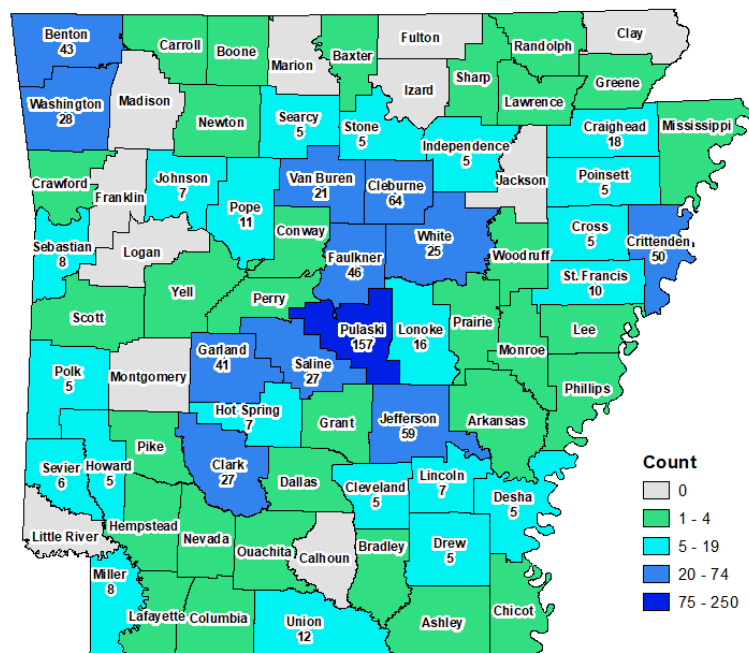 Benton
43
Carroll
Boone
Marion
Baxter
Fulton
Randolph
Clay
Izard
Sharp
Greene
Lawrence
Washington
28
Madison
Newton
Searcy
5
Stone
5
Independence
5
Jackson
Craighead
18
Mississippi
Crawford
Franklin
Johnson
7
Pope
11
Van Buren
21
Cleburne
64
Poinsett
5
Sebastian
8
Logan
Conway
Faulkner
46
White
25
Woodruff
Cross
5
Crittenden
50
St. Francis
10
Scott
Yell
Perry
Pulaski
157
Lonoke
16
Prairie
Monroe
Lee
Polk
5
Montgomery
Garland
41
Saline
27
Phillips
Hot Spring
7
Grant
Jefferson
59
Arkansas
Sevier
6
Howard
5
Pike
Clark
27
Dallas
Cleveland
5
Lincoln
7
Desha
5
Little River
Hempstead
Nevada
Ouachita
Calhoun
Bradley
Drew
5
Miller
8
Lafayette
Columbia
Union
12
Ashley
Chicot
Count
0
1 - 4
5 - 19
20 - 74
75 - 250